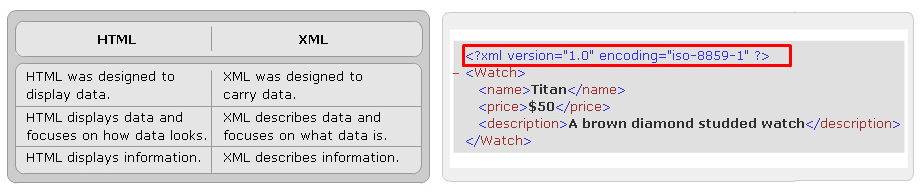 HTML XML
HTML was designed to
display data.
XML was designed to
carry data.
HTML displays data and
focuses on how data looks.
XML describes data and
focuses on what data is.
HTML displays information.
XML describes information.
<?xml version="1.0" encoding="iso-8859-1" ?>
- <Watch>
<name>Titan</name>
<price>$50</price>
<description>A brown diamond studded watch</description>
</Watch>